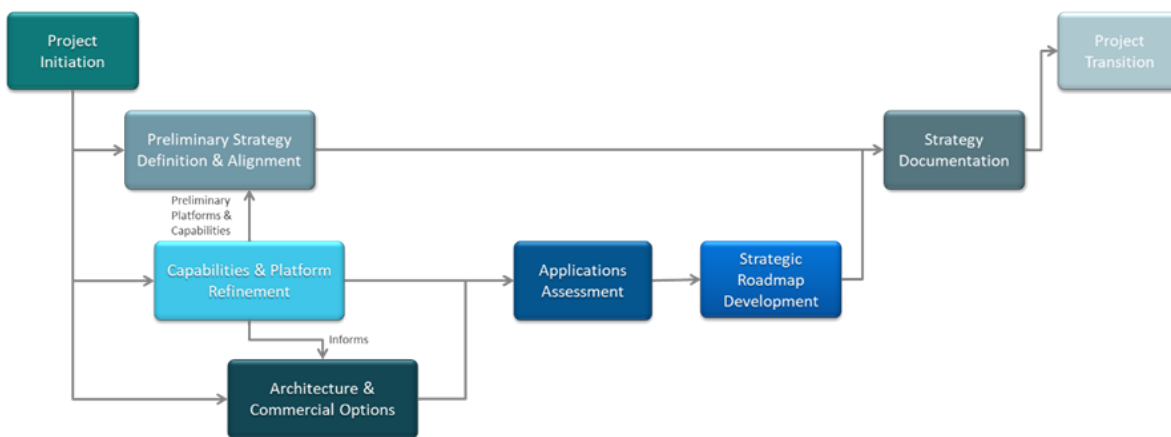 Project
Initiation
Project
Transition
Preliminary Strategy
Definition & Alignment
Strategy
Documentation
Preliminary
Platforms &
Capabilities
Capabilities & Platform
Refinement
Applications
Assessment
Strategic
Roadmap
Development
Informs
Architecture &
Commercial Options